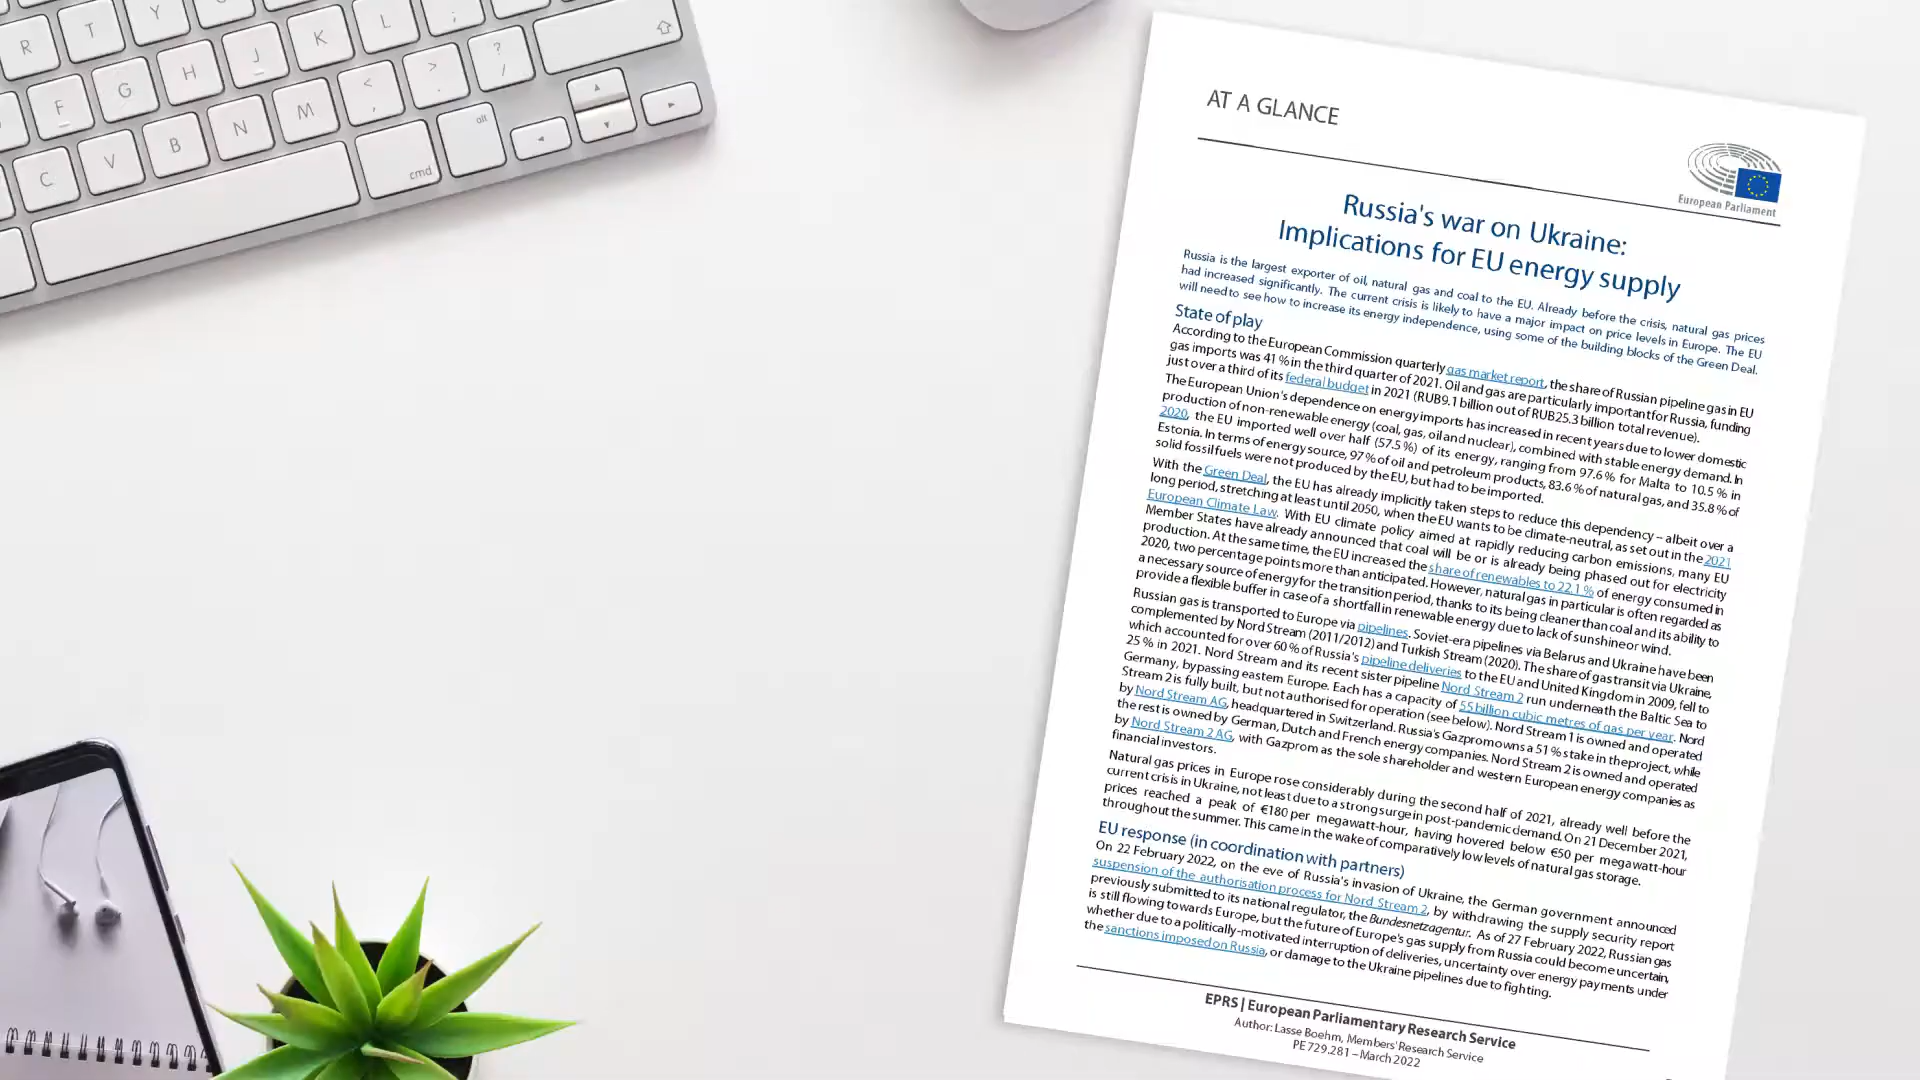 R T Y K L ;
F G H J < , > . ? /
C V B N M
cmd alt
AT A GLANCE
European Parliament
Russia's war on Ukraine:
Implications for EU energy supply
Russia is the largest exporter of oil, natural gas and coal to the EU. Already before the crisis, natural gas prices
had increased significantly. The current crisis is likely to have a major impact on price levels in Europe. The EU
will need to see how to increase its energy independence, using some of the building blocks of the Green Deal.
State of play
According to the European Commission quarterly gas market report, the share of Russian pipeline gas in EU
gas imports was 41 % in the third quarter of 2021. Oil and gas are particularly important for Russia, funding
just over a third of its federal budget in 2021 (RUB9.1 billion out of RUB25.3 billion total revenue).
The European Union's dependence on energy imports has increased in recent years due to lower domestic
production of non-renewable energy (coal, gas, oil and nuclear), combined with stable energy demand. In
2020, the EU imported well over half (57.5 %) of its energy, ranging from 97.6 % for Malta to 10.5 % in
Estonia. In terms of energy source, 97 % of oil and petroleum products, 83.6 % of natural gas, and 35.8 % of
solid fossil fuels were not produced by the EU, but had to be imported.
With the Green Deal, the EU has already implicitly taken steps to reduce this dependency – albeit over a
long period, stretching at least until 2050, when the EU wants to be climate-neutral, as set out in the 2021
European Climate Law. With EU climate policy aimed at rapidly reducing carbon emissions, many EU
Member States have already announced that coal will be or is already being phased out for electricity
production. At the same time, the EU increased the share of renewables to 22.1 % of energy consumed in
2020, two percentage points more than anticipated. However, natural gas in particular is often regarded as
a necessary source of energy for the transition period, thanks to its being cleaner than coal and its ability to
provide a flexible buffer in case of a shortfall in renewable energy due to lack of sunshine or wind.
Russian gas is transported to Europe via pipelines. Soviet-era pipelines via Belarus and Ukraine have been
complemented by Nord Stream (2011/2012) and Turkish Stream (2020). The share of gas transit via Ukraine,
which accounted for over 60 % of Russia's pipeline deliveries to the EU and United Kingdom in 2009, fell to
25 % in 2021. Nord Stream and its recent sister pipeline Nord Stream 2 run underneath the Baltic Sea to
Germany, bypassing eastern Europe. Each has a capacity of 55 billion cubic metres of gas per year. Nord
Stream 2 is fully built, but not authorised for operation (see below). Nord Stream 1 is owned and operated
by Nord Stream AG, headquartered in Switzerland. Russia's Gazprom owns a 51 % stake in the project, while
the rest is owned by German, Dutch and French energy companies. Nord Stream 2 is owned and operated
by Nord Stream 2 AG, with Gazprom as the sole shareholder and western European energy companies as
financial investors.
Natural gas prices in Europe rose considerably during the second half of 2021, already well before the
current crisis in Ukraine, not least due to a strong surge in post-pandemic demand. On 21 December 2021,
prices reached a peak of €180 per megawatt-hour, having hovered below €50 per megawatt-hour
throughout the summer. This came in the wake of comparatively low levels of natural gas storage.
EU response (in coordination with partners)
On 22 February 2022, on the eve of Russia's invasion of Ukraine, the German government announced
suspension of the authorisation process for Nord Stream 2, by withdrawing the supply security report
previously submitted to its national regulator, the Bundesnetzagentur. As of 27 February 2022, Russian gas
is still flowing towards Europe, but the future of Europe's gas supply from Russia could become uncertain,
whether due to a politically-motivated interruption of deliveries, uncertainty over energy payments under
the sanctions imposed on Russia, or damage to the Ukraine pipelines due to fighting.
EPRS | European Parliamentary Research Service
Author: Lasse Boehm, Members' Research Service
PE 729.281 – March 2022